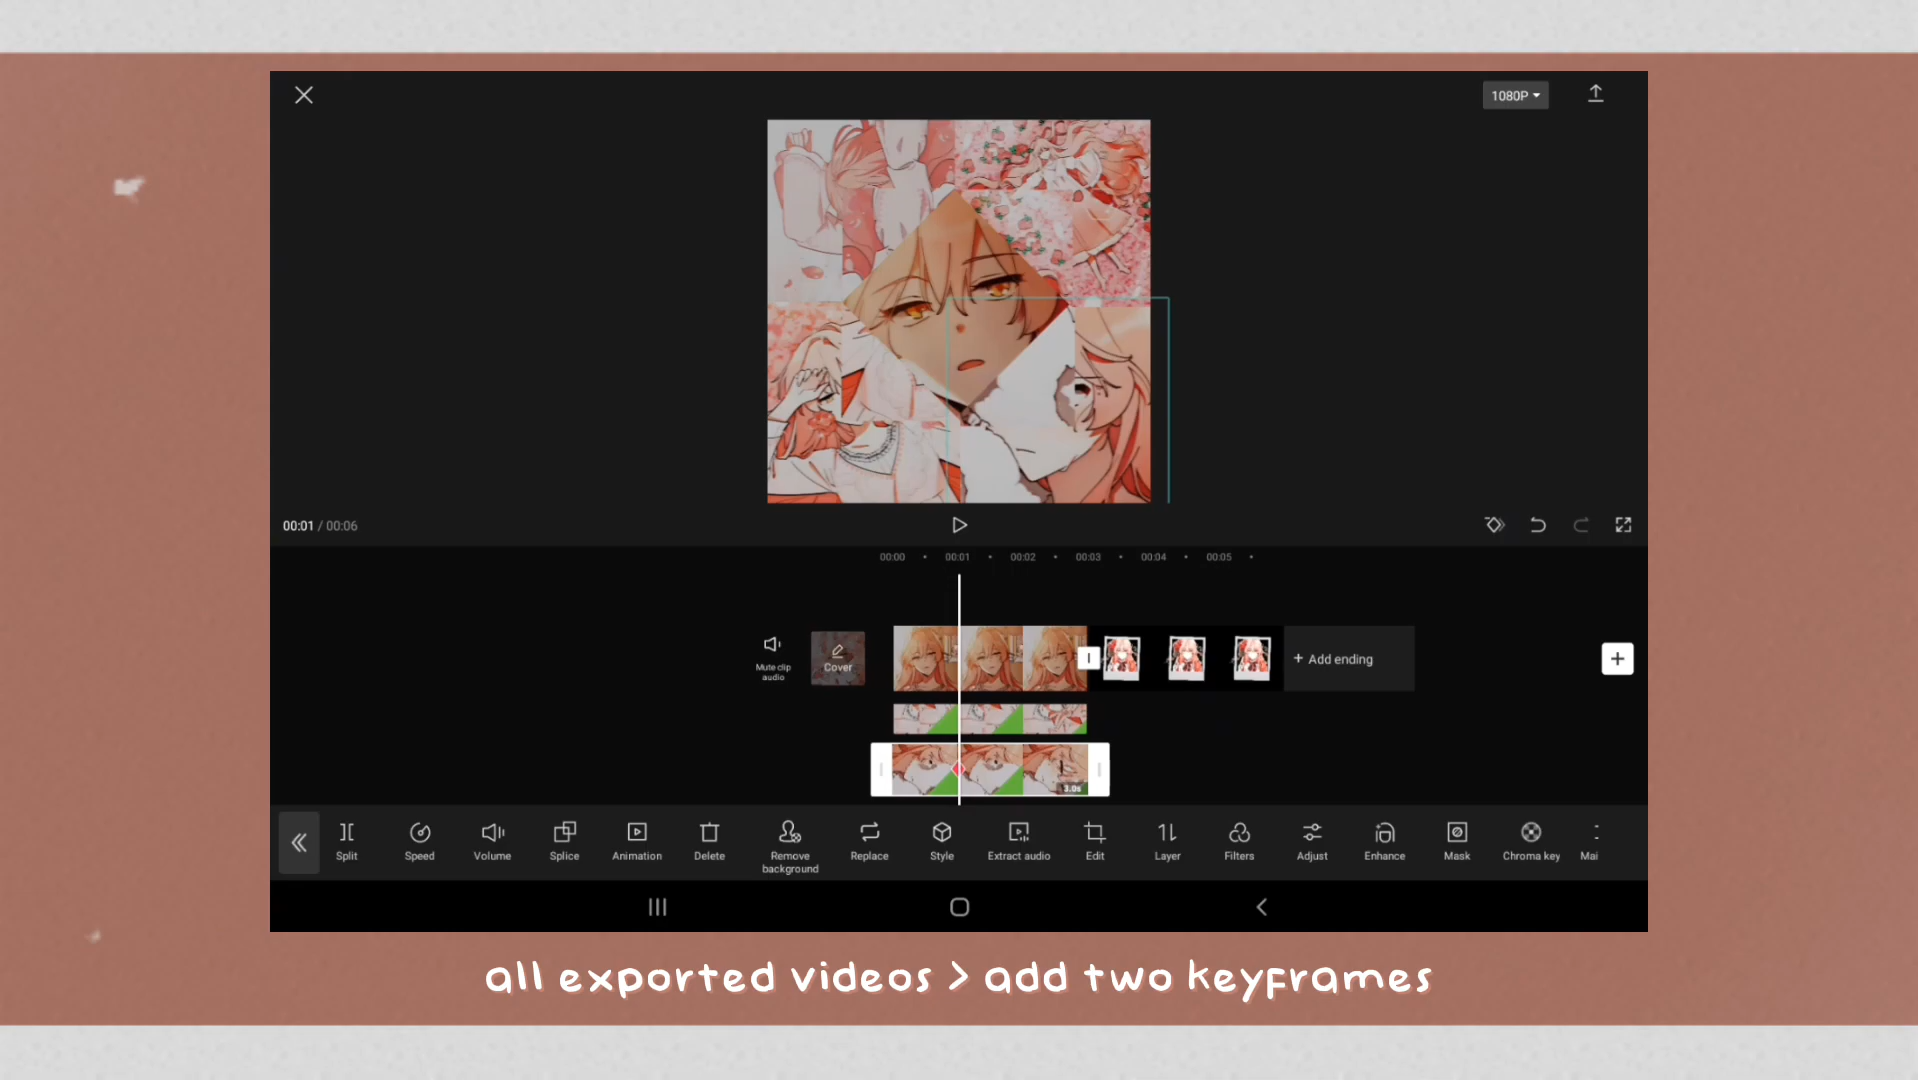 1080P
00:01 / 00:06
00:00 00:01 00:02 00:03 00:04 00:05
Mute clip
audio
Cover
+ Add ending
3.0s
Split
Speed
Volume
Splice
Animation
Delete
Remove
background
Replace
Style
Extract audio
Edit
Layer
Filters
Adjust
Enhance
Mask
Chroma key
Mai
all exported videos > add two keyframes